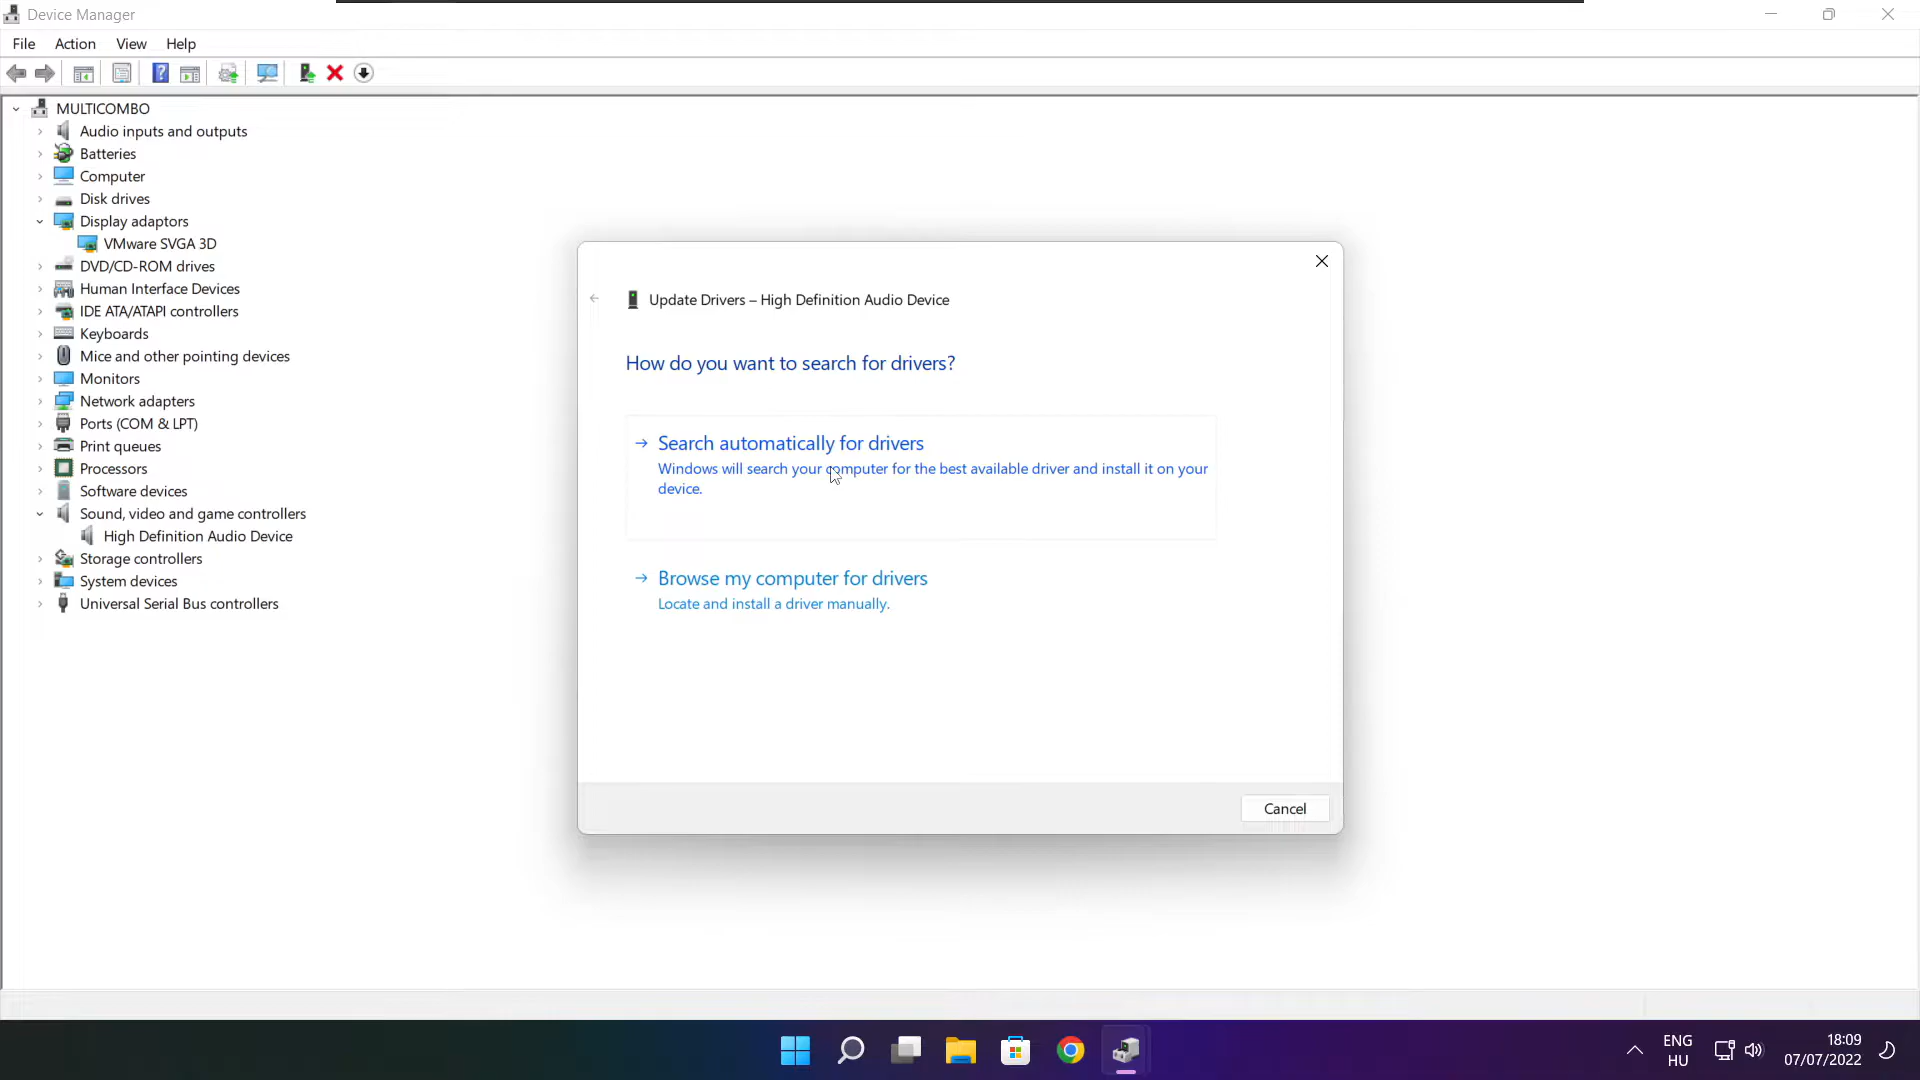 Device Manager
File Action View Help
MULTICOMBO
Audio inputs and outputs
Batteries
Computer
Disk drives
Display adaptors
VMware SVGA 3D
DVD/CD-ROM drives
Human Interface Devices
IDE ATA/ATAPI controllers
Keyboards
Mice and other pointing devices
Monitors
Network adapters
Ports (COM & LPT)
Print queues
Processors
Software devices
Sound, video and game controllers
High Definition Audio Device
Storage controllers
System devices
Universal Serial Bus controllers
Update Drivers – High Definition Audio Device
How do you want to search for drivers?
Search automatically for drivers
Windows will search your computer for the best available driver and install it on your
device.
Browse my computer for drivers
Locate and install a driver manually.
Cancel
ENG
HU
18:09
07/07/2022